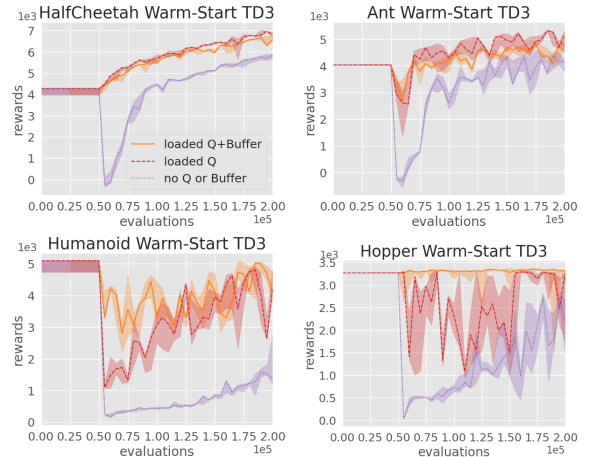 HalfCheetah Warm-Start TD3
1e3
7
6
5
4
3
2
1
0
rewards
loaded Q+Buffer
loaded Q
no Q or Buffer
0.00 0.25 0.50 0.75 1.00 1.25 1.50 1.75 2.00
evaluations
1e5
Ant Warm-Start TD3
1e3
5
4
3
2
1
0
rewards
0.00 0.25 0.50 0.75 1.00 1.25 1.50 1.75 2.00
evaluations
1e5
Humanoid Warm-Start TD3
1e3
5
4
3
2
1
0
rewards
0.00 0.25 0.50 0.75 1.00 1.25 1.50 1.75 2.00
evaluations
1e5
Hopper Warm-Start TD3
1e3
3.5
3.0
2.5
2.0
1.5
1.0
0.5
0.0
rewards
0.00 0.25 0.50 0.75 1.00 1.25 1.50 1.75 2.00
evaluations
1e5